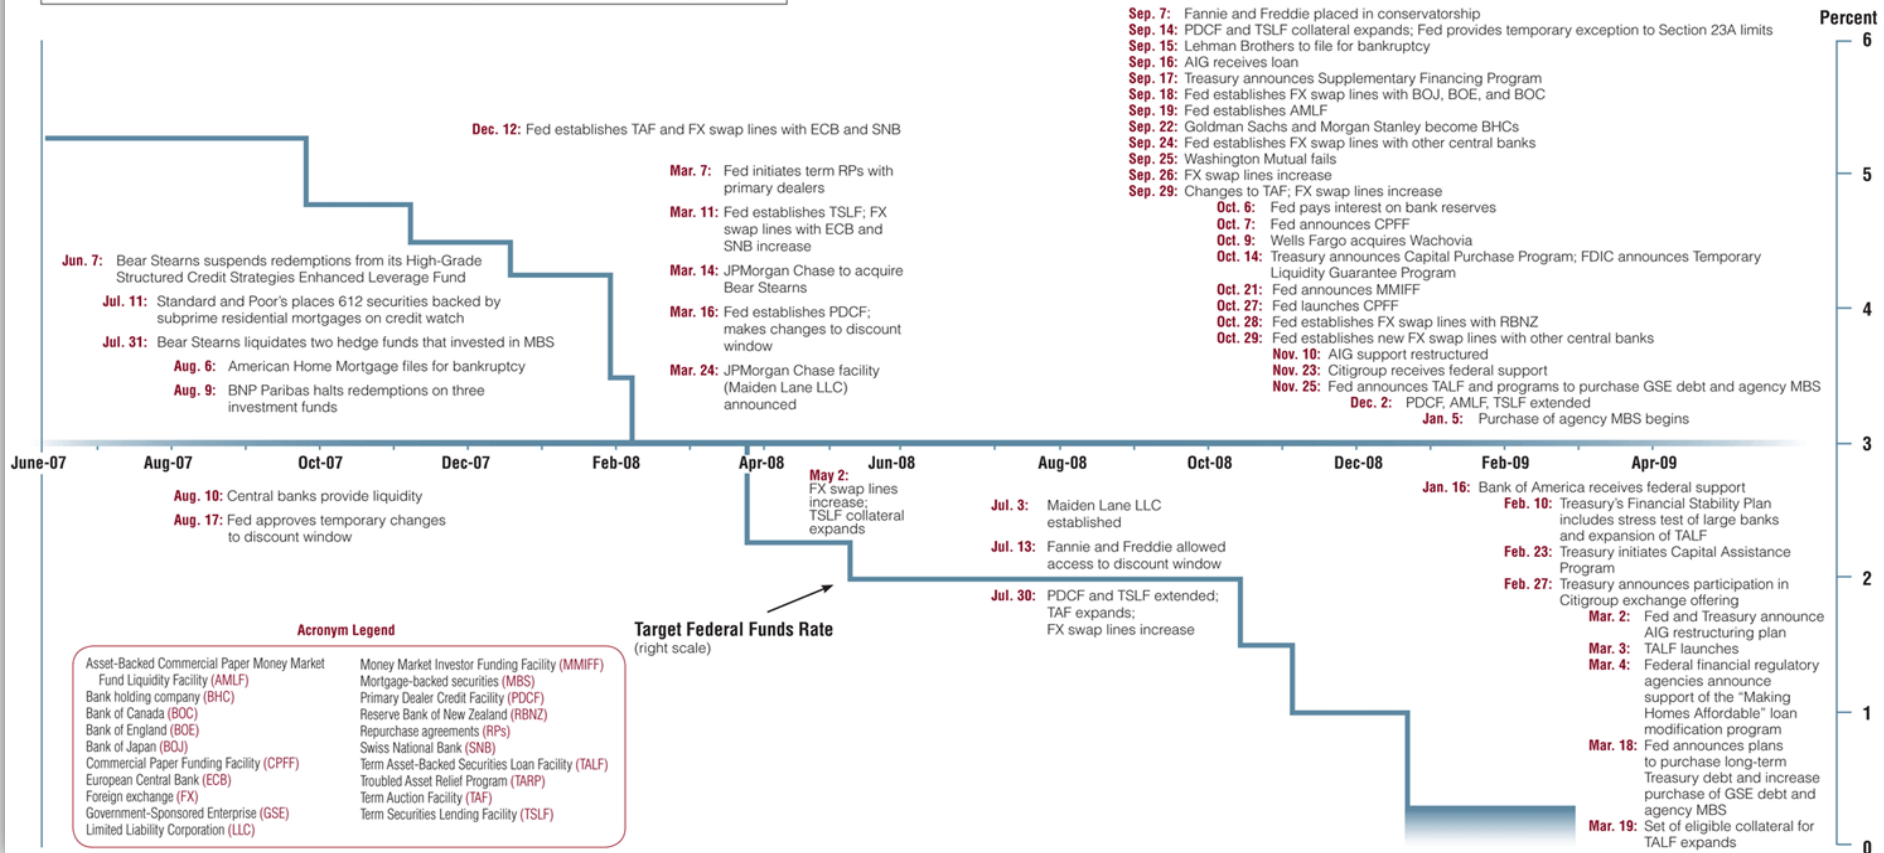 Sep. 7: Fannie and Freddie placed in conservatorship
Sep. 14: PDCF and TSLF collateral expands; Fed provides temporary exception to Section 23A limits
Sep. 15: Lehman Brothers to file for bankruptcy
Sep. 16: AIG receives loan
Sep. 17: Treasury announces Supplementary Financing Program
Sep. 18: Fed establishes FX swap lines with BOJ, BOE, and BOC
Sep. 19: Fed establishes AMLF
Sep. 22: Goldman Sachs and Morgan Stanley become BHCs
Sep. 24: Fed establishes FX swap lines with other central banks
Sep. 25: Washington Mutual fails
Sep. 26: FX swap lines increase
Sep. 29: Changes to TAF; FX swap lines increase
Oct. 6: Fed pays interest on bank reserves
Oct. 7: Fed announces CPFF
Oct. 9: Wells Fargo acquires Wachovia
Oct. 14: Treasury announces Capital Purchase Program; FDIC announces Temporary
Liquidity Guarantee Program
Oct. 21: Fed announces MMIFF
Oct. 27: Fed launches CPFF
Oct. 28: Fed establishes FX swap lines with RBNZ
Oct. 29: Fed establishes new FX swap lines with other central banks
Nov. 10: AIG support restructured
Nov. 23: Citigroup receives federal support
Nov. 25: Fed announces TALF and programs to purchase GSE debt and agency MBS
Dec. 2: PDCF, AMLF, TSLF extended
Jan. 5: Purchase of agency MBS begins
Percent
6
5
4
3
2
1
0
Dec. 12: Fed establishes TAF and FX swap lines with ECB and SNB
Mar. 7: Fed initiates term RPs with
primary dealers
Mar. 11: Fed establishes TSLF; FX
swap lines with ECB and
SNB increase
Mar. 14: JPMorgan Chase to acquire
Bear Stearns
Mar. 16: Fed establishes PDCF;
makes changes to discount
window
Mar. 24: JPMorgan Chase facility
(Maiden Lane LLC)
announced
Jun. 7: Bear Stearns suspends redemptions from its High-Grade
Structured Credit Strategies Enhanced Leverage Fund
Jul. 11: Standard and Poor's places 612 securities backed by
subprime residential mortgages on credit watch
Jul. 31: Bear Stearns liquidates two hedge funds that invested in MBS
Aug. 6: American Home Mortgage files for bankruptcy
Aug. 9: BNP Paribas halts redemptions on three
investment funds
June-07 Aug-07 Oct-07 Dec-07 Feb-08 Apr-08 Jun-08 Aug-08 Oct-08 Dec-08 Feb-09 Apr-09
Aug. 10: Central banks provide liquidity
Aug. 17: Fed approves temporary changes
to discount window
May 2:
FX swap lines
increase;
TSLF collateral
expands
Jul. 3: Maiden Lane LLC
established
Jul. 13: Fannie and Freddie allowed
access to discount window
Jul. 30: PDCF and TSLF extended;
TAF expands;
FX swap lines increase
Target Federal Funds Rate
(right scale)
Jan. 16: Bank of America receives federal support
Feb. 10: Treasury's Financial Stability Plan
includes stress test of large banks
and expansion of TALF
Feb. 23: Treasury initiates Capital Assistance
Program
Feb. 27: Treasury announces participation in
Citigroup exchange offering
Mar. 2: Fed and Treasury announce
AIG restructuring plan
Mar. 3: TALF launches
Mar. 4: Federal financial regulatory
agencies announce
support of the “Making
Homes Affordable” loan
modification program
Mar. 18: Fed announces plans
to purchase long-term
Treasury debt and increase
purchase of GSE debt and
agency MBS
Mar. 19: Set of eligible collateral for
TALF expands
Acronym Legend
Asset-Backed Commercial Paper Money Market
Fund Liquidity Facility (AMLF)
Bank holding company (BHC)
Bank of Canada (BOC)
Bank of England (BOE)
Bank of Japan (BOJ)
Commercial Paper Funding Facility (CPFF)
European Central Bank (ECB)
Foreign exchange (FX)
Government-Sponsored Enterprise (GSE)
Limited Liability Corporation (LLC)
Money Market Investor Funding Facility (MMIFF)
Mortgage-backed securities (MBS)
Primary Dealer Credit Facility (PDCF)
Reserve Bank of New Zealand (RBNZ)
Repurchase agreements (RPs)
Swiss National Bank (SNB)
Term Asset-Backed Securities Loan Facility (TALF)
Troubled Asset Relief Program (TARP)
Term Auction Facility (TAF)
Term Securities Lending Facility (TSLF)